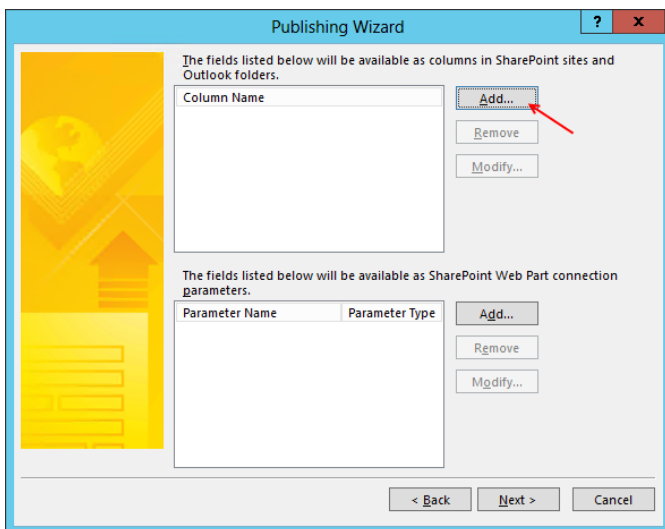 Publishing Wizard
?
x
The fields listed below will be available as columns in SharePoint sites and
Outlook folders.
Column Name
Add...
Remove
Modify...
The fields listed below will be available as SharePoint Web Part connection
parameters.
Parameter Name
Parameter Type
Add...
Remove
Modify...
< Back
Next >
Cancel